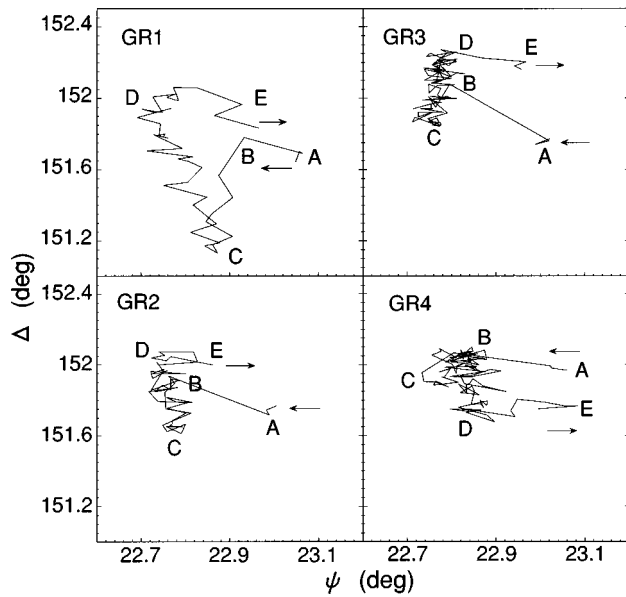 152.4
152
151.6
151.2
GR1
D
E
B
A
C
GR3
D
E
B
C
A
152.4
152
151.6
151.2
GR2
D
E
B
A
C
GR4
B
A
C
D
E
22.7 22.9 23.1 22.7 22.9 23.1
Δ (deg)
ψ (deg)